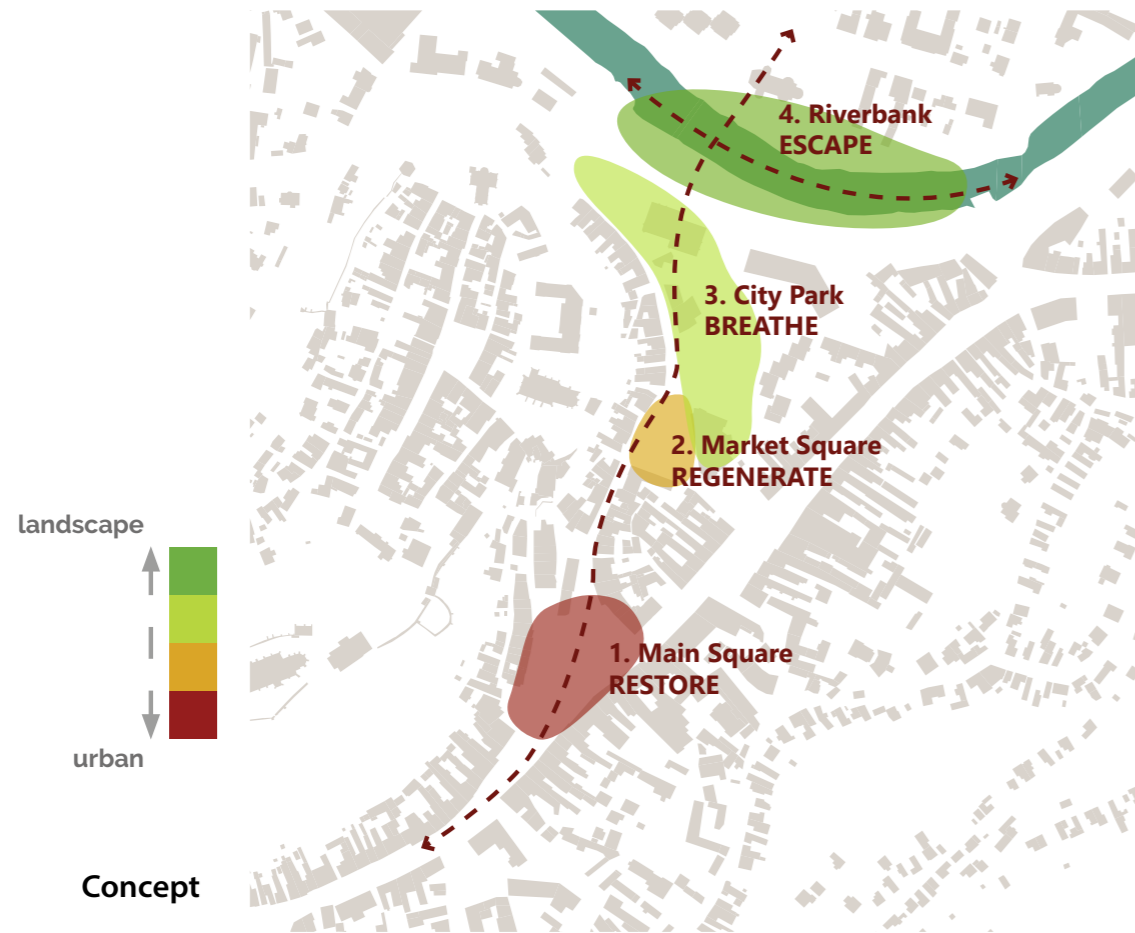 4. Riverbank
ESCAPE
3. City Park
BREATHE
2. Market Square
REGENERATE
landscape
1. Main Square
RESTORE
urban
Concept